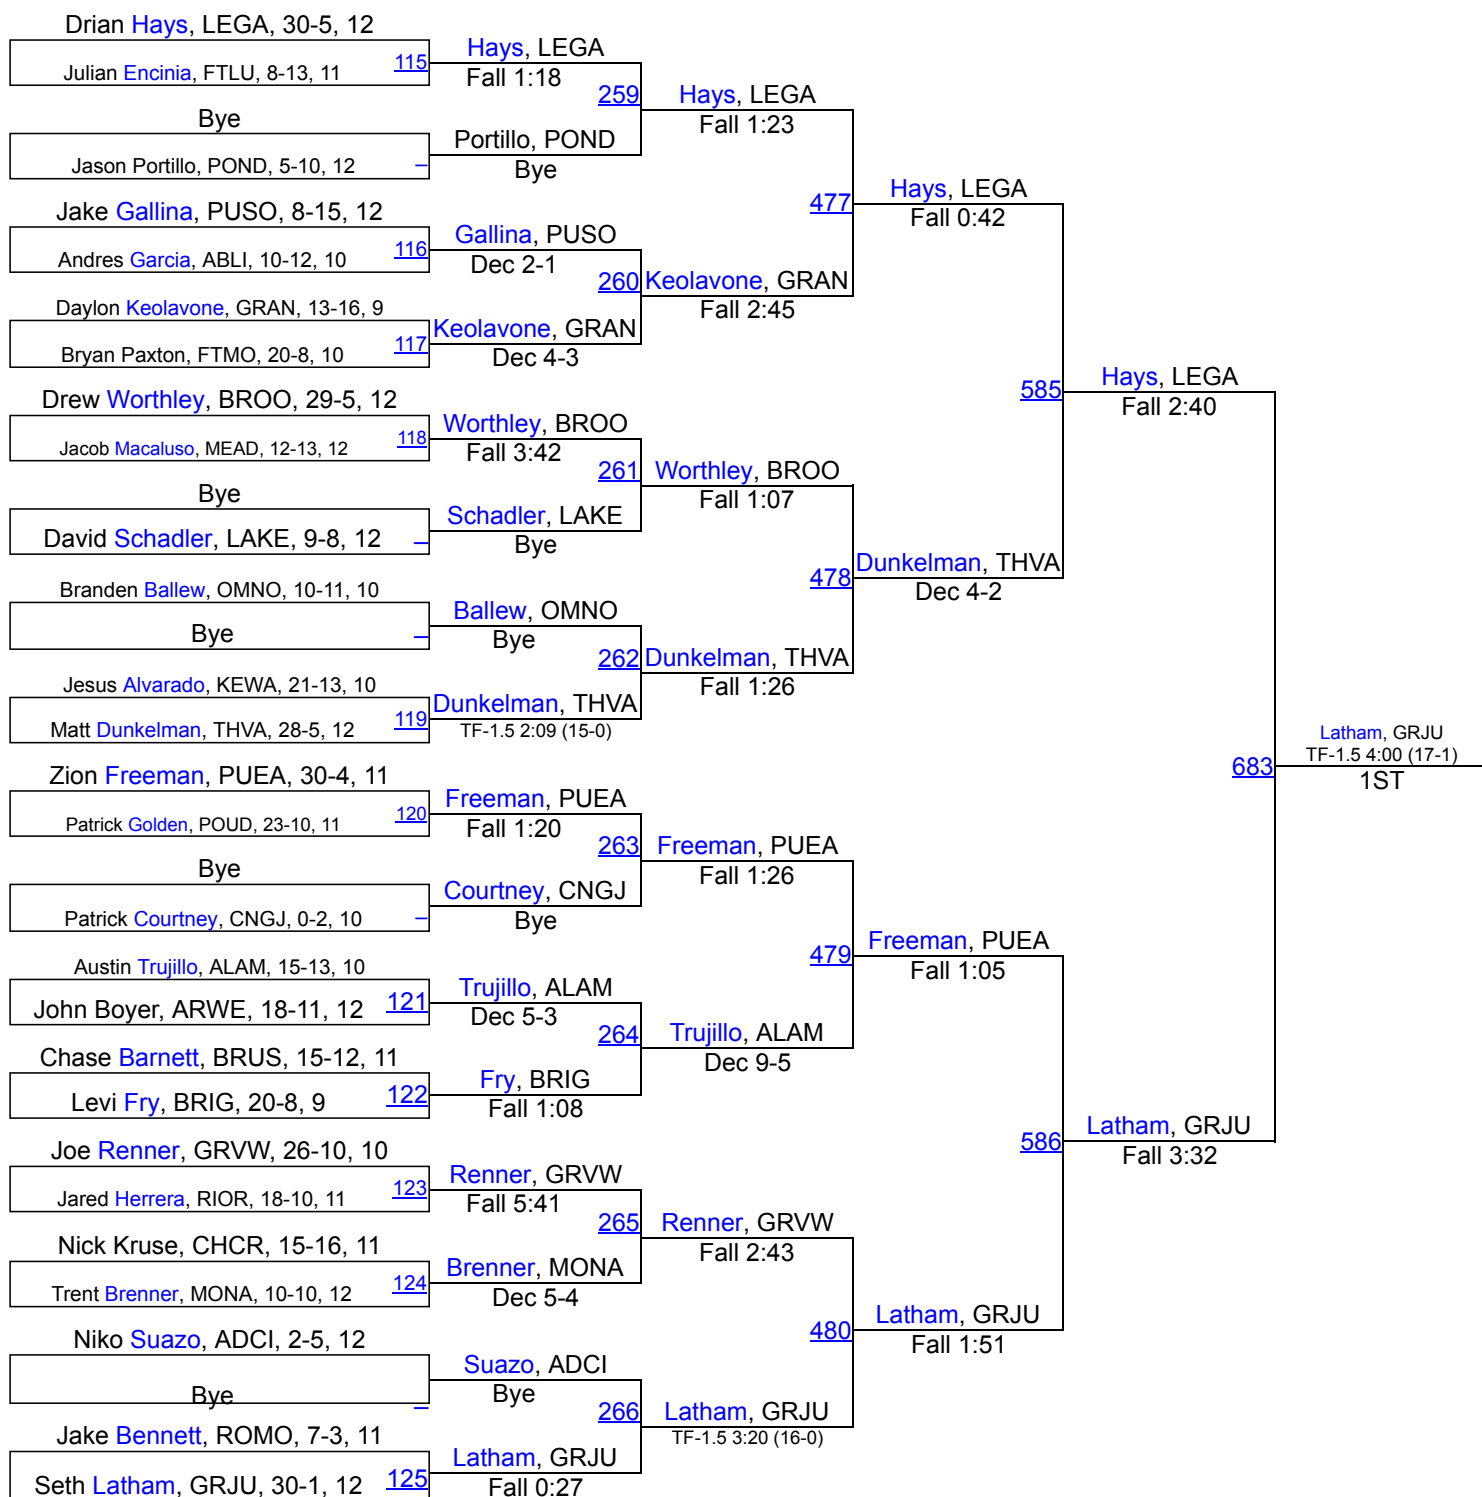 Drian Hays, LEGA, 30-5, 12
Julian Encinia, FTLU, 8-13, 11
115
Bye
Jason Portillo, POND, 5-10, 12
–
Jake Gallina, PUSO, 8-15, 12
Andres Garcia, ABLI, 10-12, 10
116
Daylon Keolavone, GRAN, 13-16, 9
Bryan Paxton, FTMO, 20-8, 10
117
Drew Worthley, BROO, 29-5, 12
Jacob Macaluso, MEAD, 12-13, 12
118
Bye
David Schadler, LAKE, 9-8, 12
–
Branden Ballew, OMNO, 10-11, 10
Bye
–
Jesus Alvarado, KEWA, 21-13, 10
Matt Dunkelman, THVA, 28-5, 12
119
Zion Freeman, PUEA, 30-4, 11
Patrick Golden, POUD, 23-10, 11
120
Bye
Patrick Courtney, CNGJ, 0-2, 10
–
Austin Trujillo, ALAM, 15-13, 10
John Boyer, ARWE, 18-11, 12
121
Chase Barnett, BRUS, 15-12, 11
Levi Fry, BRIG, 20-8, 9
122
Joe Renner, GRVW, 26-10, 10
Jared Herrera, RIOR, 18-10, 11
123
Nick Kruse, CHCR, 15-16, 11
Trent Brenner, MONA, 10-10, 12
124
Niko Suazo, ADCI, 2-5, 12
Bye
–
Jake Bennett, ROMO, 7-3, 11
Seth Latham, GRJU, 30-1, 12
125
Hays, LEGA
Fall 1:18
259
Portillo, POND
Bye
Gallina, PUSO
Dec 2-1
260
Keolavone, GRAN
Dec 4-3
Worthley, BROO
Fall 3:42
261
Schadler, LAKE
Bye
Ballew, OMNO
Bye
262
Dunkelman, THVA
TF-1.5 2:09 (15-0)
Freeman, PUEA
Fall 1:20
263
Courtney, CNGJ
Bye
Trujillo, ALAM
Dec 5-3
264
Fry, BRIG
Fall 1:08
Renner, GRVW
Fall 5:41
265
Brenner, MONA
Dec 5-4
Suazo, ADCI
Bye
266
Latham, GRJU
Fall 0:27
Hays, LEGA
Fall 1:23
477
Keolavone, GRAN
Fall 2:45
Worthley, BROO
Fall 1:07
478
Dunkelman, THVA
Fall 1:26
Freeman, PUEA
Fall 1:26
479
Trujillo, ALAM
Dec 9-5
Renner, GRVW
Fall 2:43
480
Latham, GRJU
TF-1.5 3:20 (16-0)
Hays, LEGA
Fall 0:42
585
Dunkelman, THVA
Dec 4-2
Freeman, PUEA
Fall 1:05
586
Latham, GRJU
Fall 1:51
Hays, LEGA
Fall 2:40
683
Latham, GRJU
Fall 3:32
Latham, GRJU
TF-1.5 4:00 (17-1)
1ST